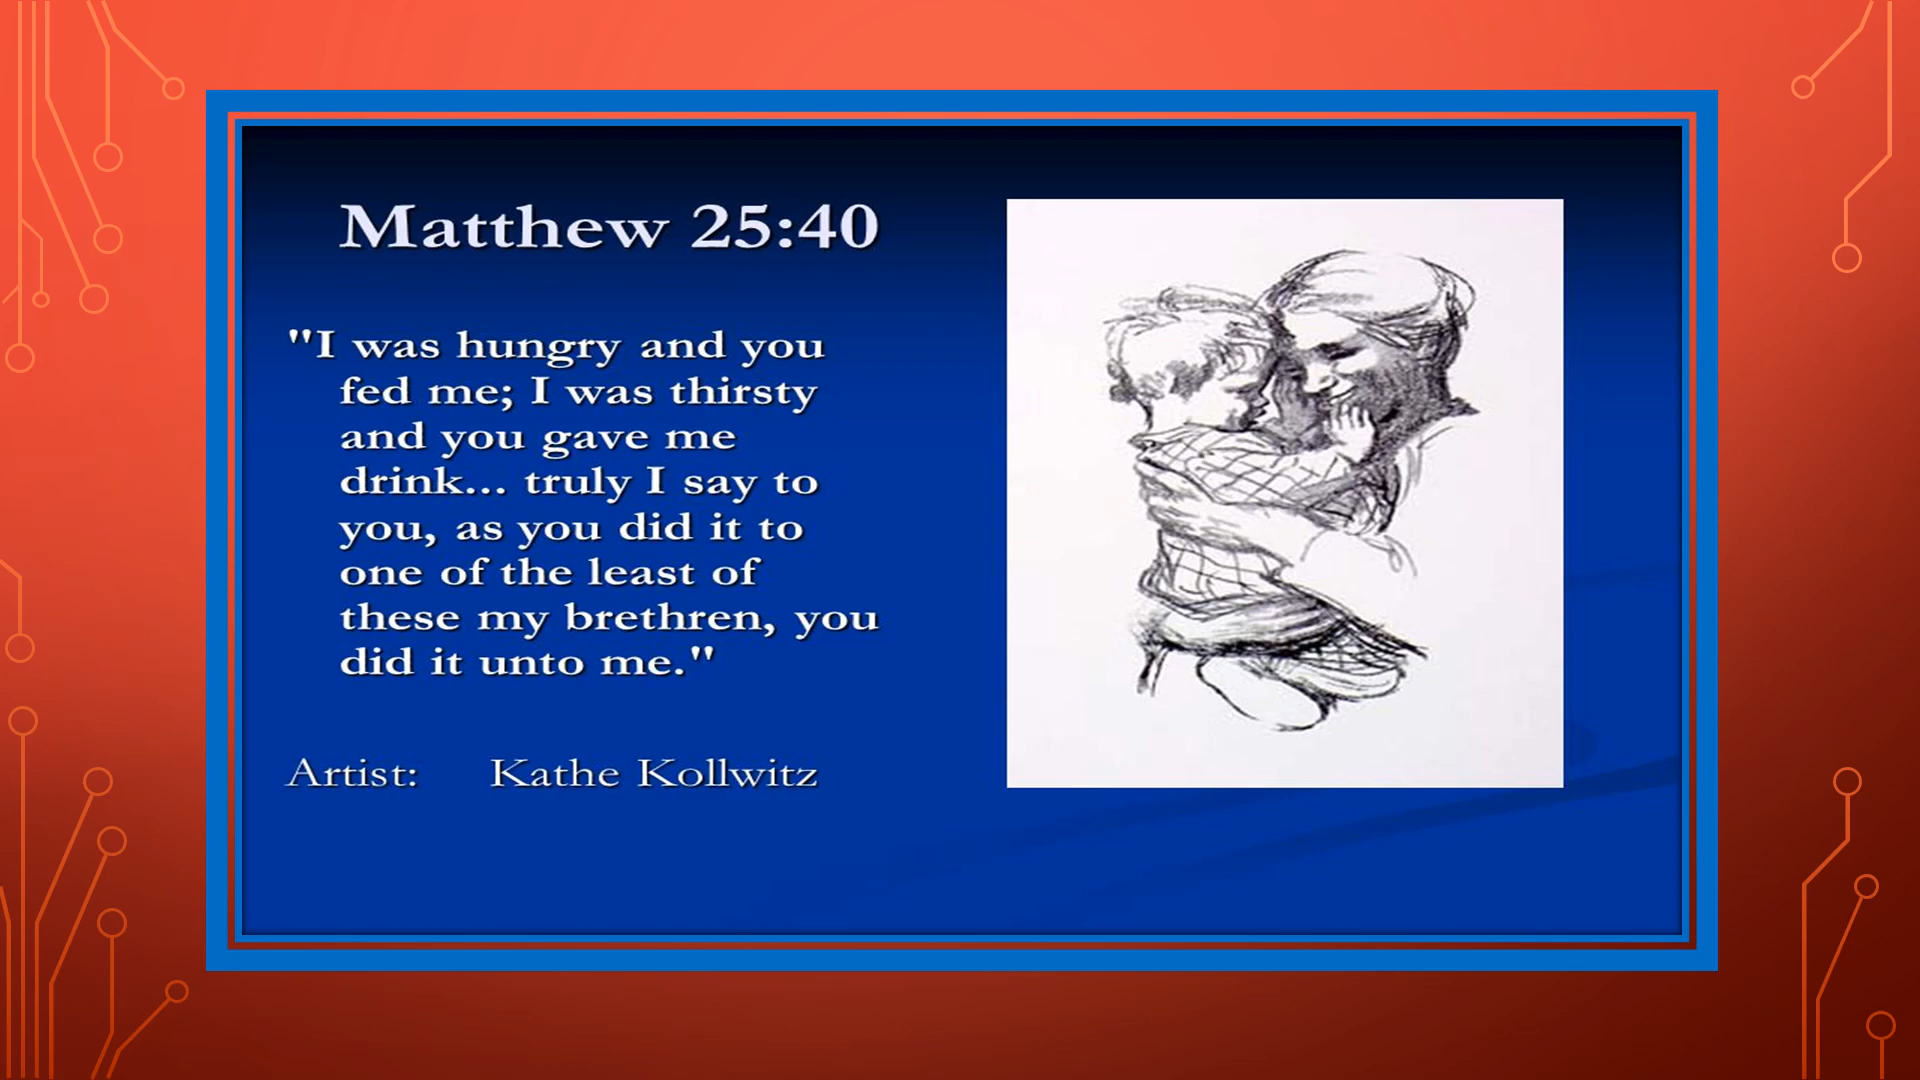 Matthew 25:40
"I was hungry and you
fed me; I was thirsty
and you gave me
drink... truly I say to
you, as you did it to
one of the least of
these my brethren, you
did it unto me."
Artist: Kathe Kollwitz